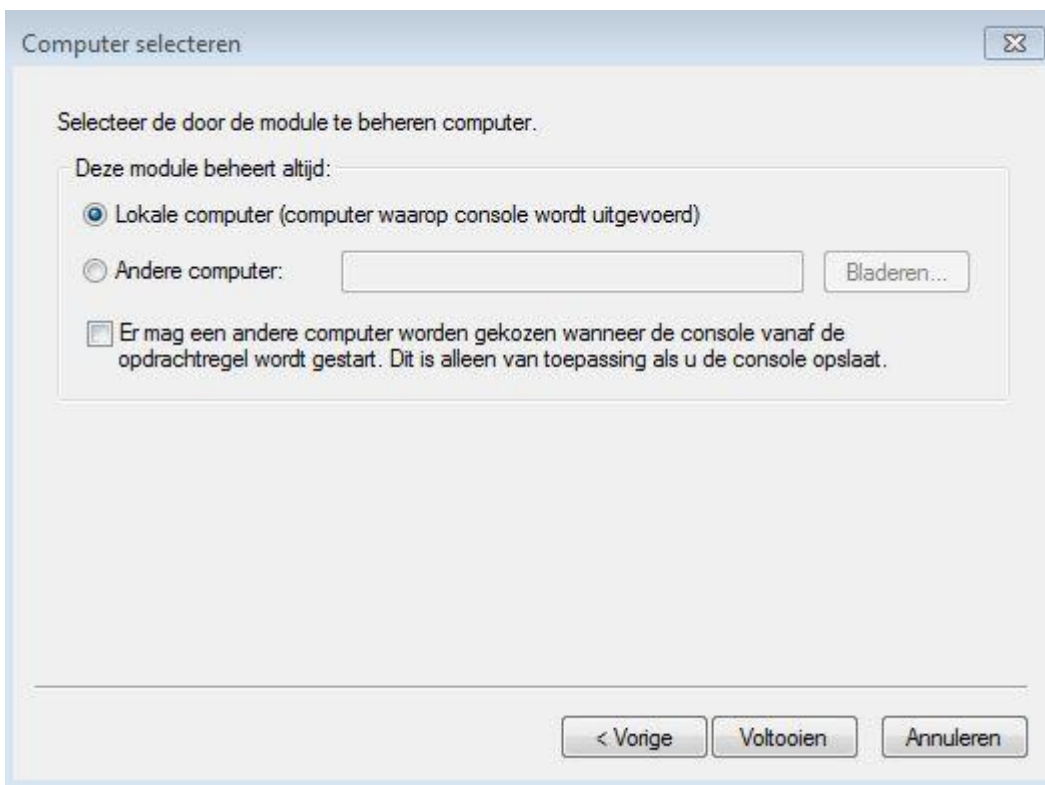 Computer selecteren
Selecteer de door de module te beheren computer.
Deze module beheert altijd:
Lokale computer (computer waarop console wordt uitgevoerd)
Andere computer:
Bladeren...
Er mag een andere computer worden gekozen wanneer de console vanaf de
opdrachtregel wordt gestart. Dit is alleen van toepassing als u de console opslaat.
< Vorige
Voltooien
Annuleren